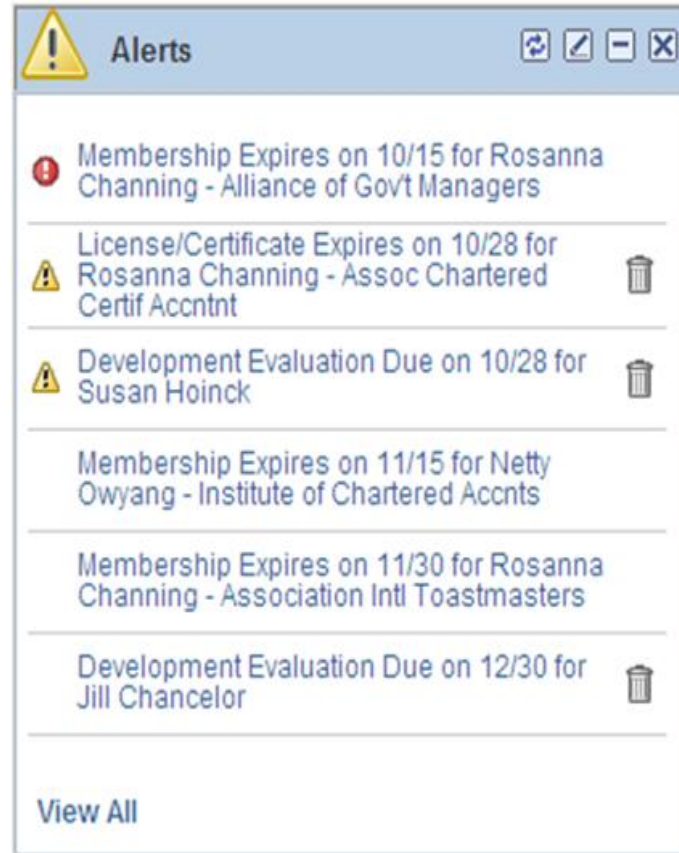 Alerts
Membership Expires on 10/15 for Rosanna
Channing - Alliance of Gov't Managers
License/Certificate Expires on 10/28 for
Rosanna Channing - Assoc Chartered
Certif Accntnt
Development Evaluation Due on 10/28 for
Susan Hoinck
Membership Expires on 11/15 for Netty
Owyang - Institute of Chartered Accnts
Membership Expires on 11/30 for Rosanna
Channing - Association Intl Toastmasters
Development Evaluation Due on 12/30 for
Jill Chancelor
View All